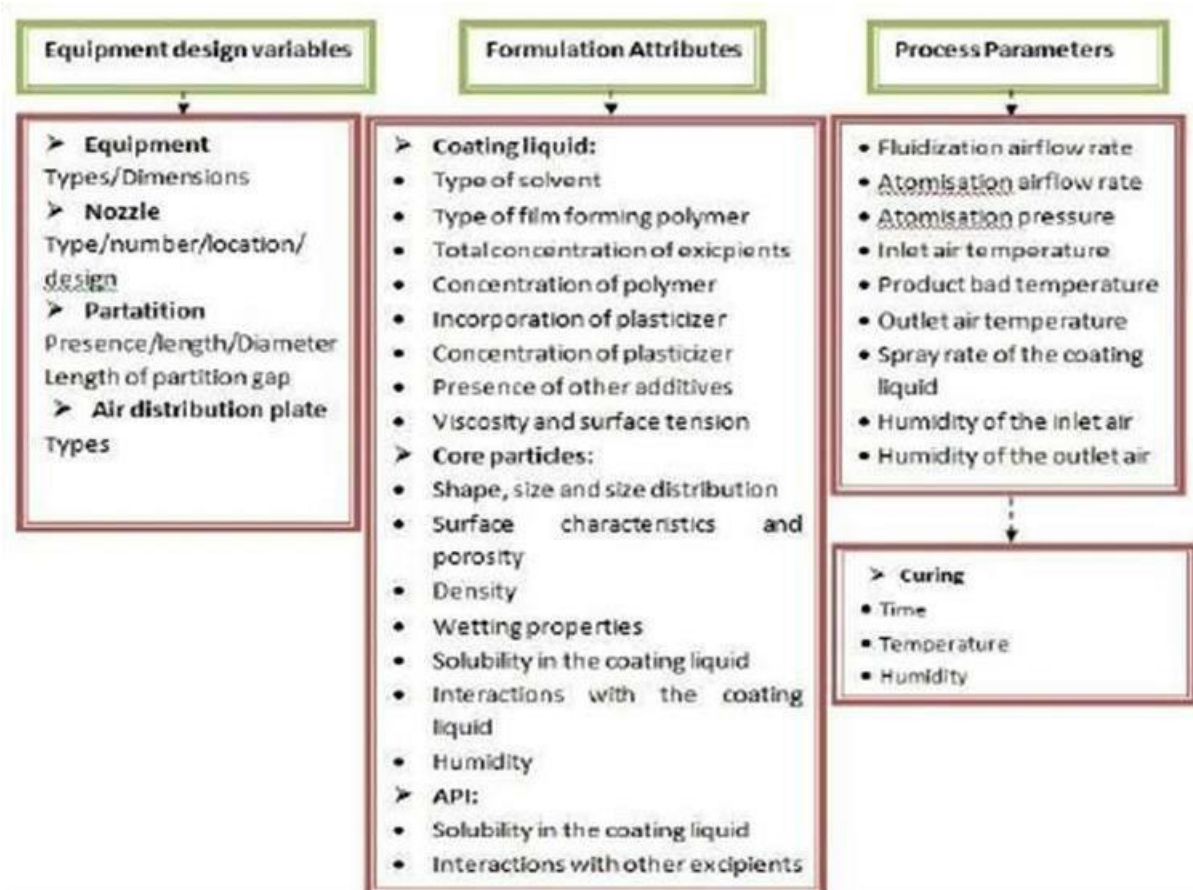 Equipment design variables
➢ Equipment
Types/Dimensions
➢ Nozzle
Type/number/location/
design
➢ Partatition
Presence/length/Diameter
Length of partition gap
➢ Air distribution plate
Types
Formulation Attributes
➢ Coating liquid:
• Type of solvent
• Type of film forming polymer
• Total concentration of exicpients
• Concentration of polymer
• Incorporation of plasticizer
• Concentration of plasticizer
• Presence of other additives
• Viscosity and surface tension
➢ Core particles:
• Shape, size and size distribution
• Surface characteristics and
porosity
• Density
• Wetting properties
• Solubility in the coating liquid
• Interactions with the coating
liquid
• Humidity
➢ API:
• Solubility in the coating liquid
• Interactions with other excipients
Process Parameters
• Fluidization airflow rate
• Atomisation airflow rate
• Atomisation pressure
• Inlet air temperature
• Product bad temperature
• Outlet air temperature
• Spray rate of the coating
liquid
• Humidity of the inlet air
• Humidity of the outlet air
➢ Curing
• Time
• Temperature
• Humidity